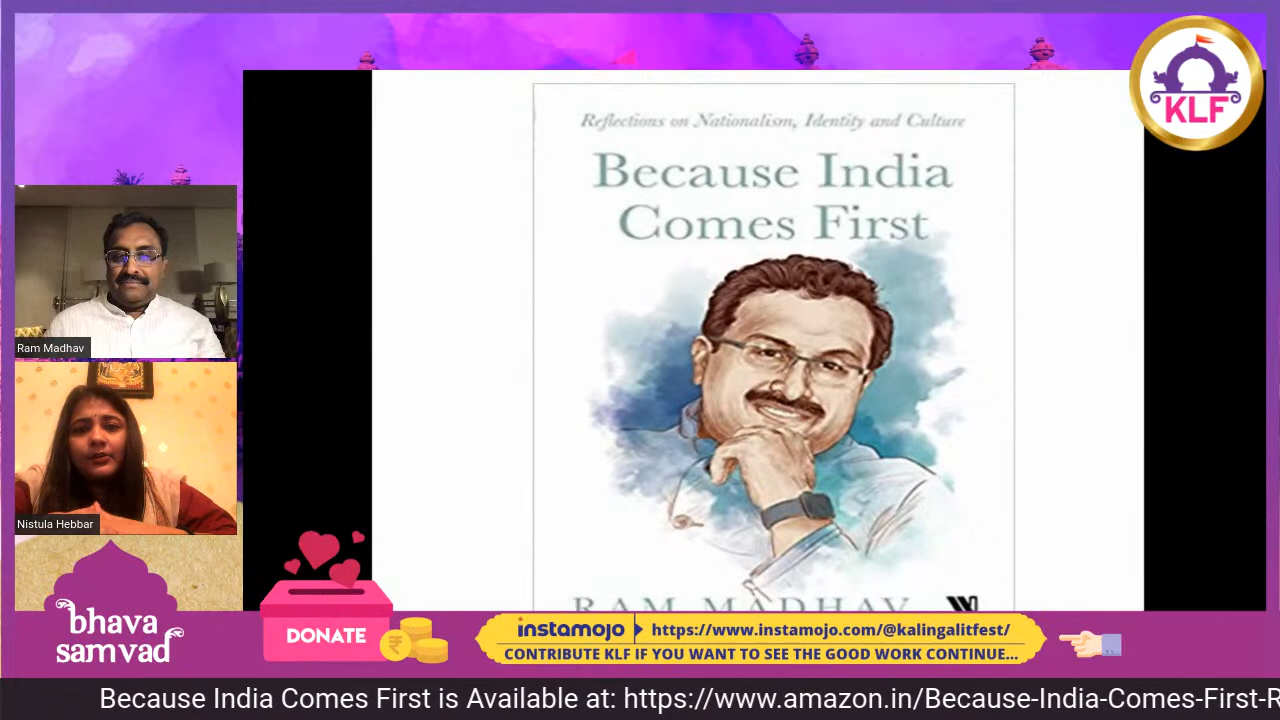 KLF
Reflections on Nationalism, Identity and Culture
Because India
Comes First
RAM MADHAV
Ram Madhav
Nistula Hebbar
bhava
samvad
DONATE
instamojo
https://www.instamojo.com/@kalingalitfest/
CONTRIBUTE KLF IF YOU WANT TO SEE THE GOOD WORK CONTINUE...
Because India Comes First is Available at: https://www.amazon.in/Because-India-Comes-First-R